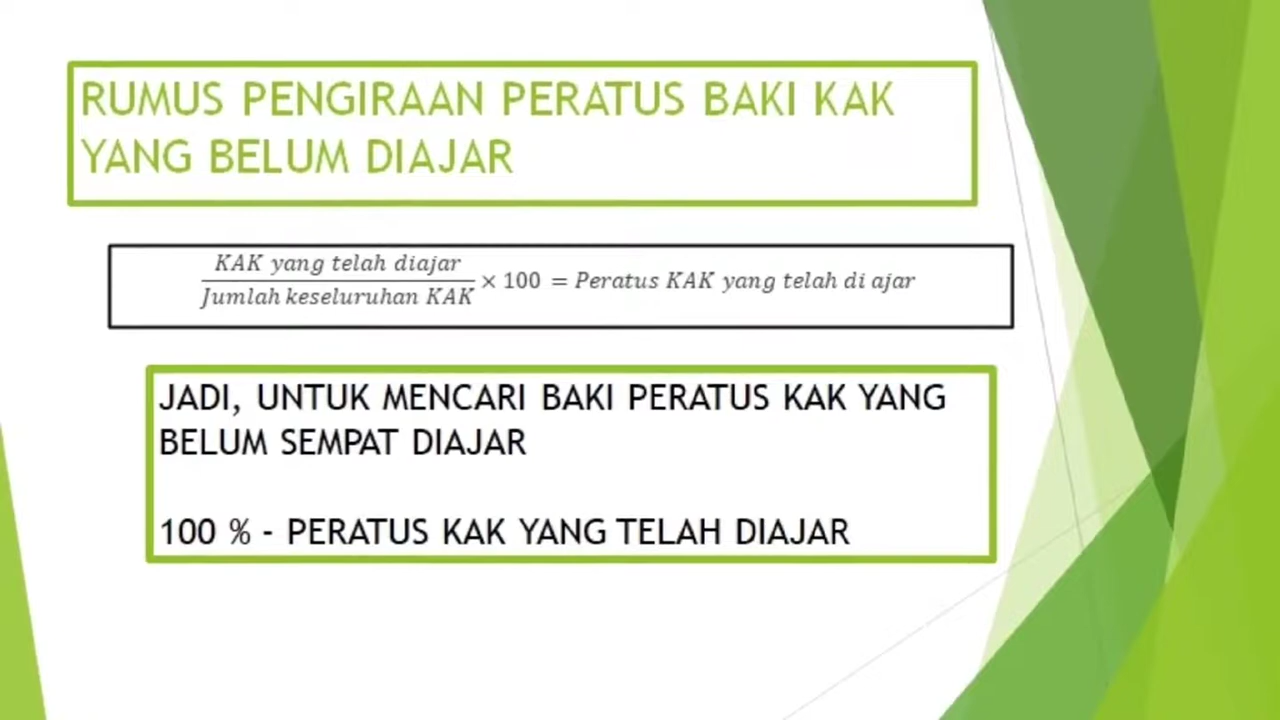 RUMUS PENGIRAAN PERATUS BAKI KAK
YANG BELUM DIAJAR
KAK yang telah diajar
Jumlah keseluruhan KAK
× 100 = Peratus KAK yang telah di ajar
JADI, UNTUK MENCARI BAKI PERATUS KAK YANG
BELUM SEMPAT DIAJAR
100 % - PERATUS KAK YANG TELAH DIAJAR